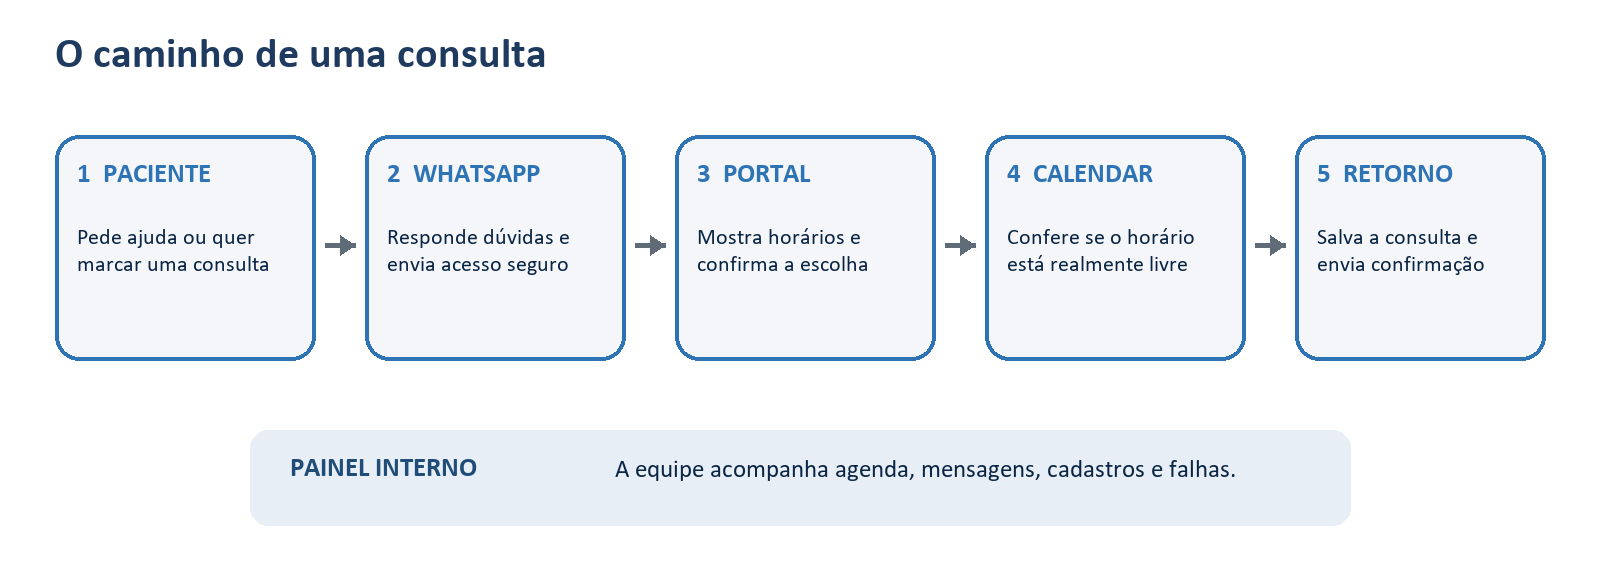 O caminho de uma consulta
1 PACIENTE
Pede ajuda ou quer
marcar uma consulta
2 WHATSAPP
Responde dúvidas e
envia acesso seguro
3 PORTAL
Mostra horários e
confirma a escolha
4 CALENDAR
Confere se o horário
está realmente livre
5 RETORNO
Salva a consulta e
envia confirmação
PAINEL INTERNO
A equipe acompanha agenda, mensagens, cadastros e falhas.